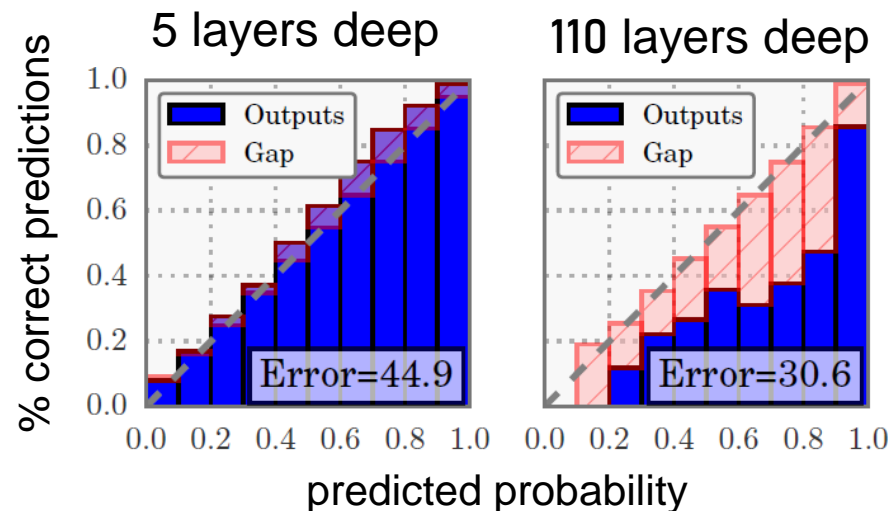 5 layers deep
110 layers deep
% correct predictions
1.0
0.8
0.6
0.4
0.2
0.0
Outputs
Gap
Error=44.9
0.0 0.2 0.4 0.6 0.8 1.0
Outputs
Gap
Error=30.6
0.0 0.2 0.4 0.6 0.8 1.0
predicted probability